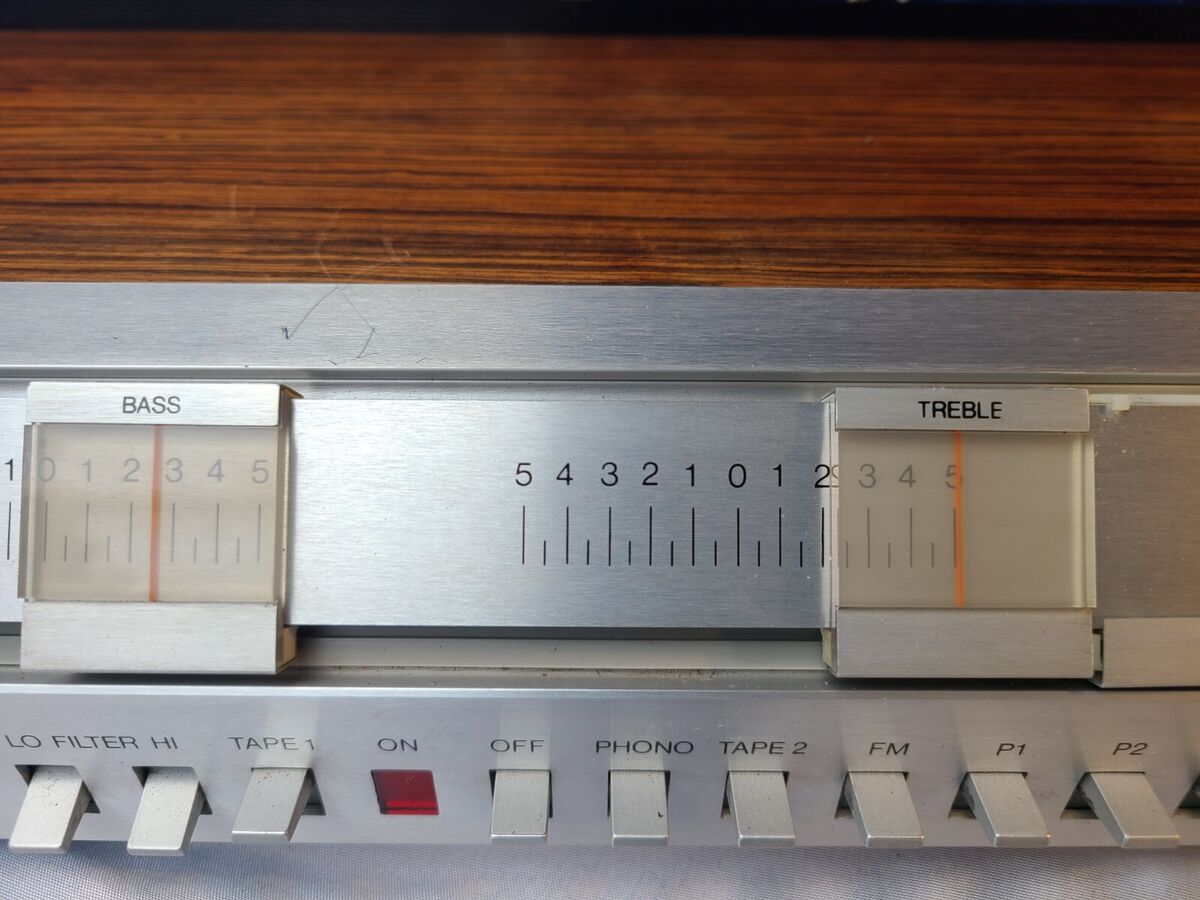 BASS
TREBLE
1 0 1 2 3 4 5
5 4 3 2 1 0 1 2 3 4 5
LO FILTER HI TAPE 1 ON OFF PHONO TAPE 2 FM P1 P2